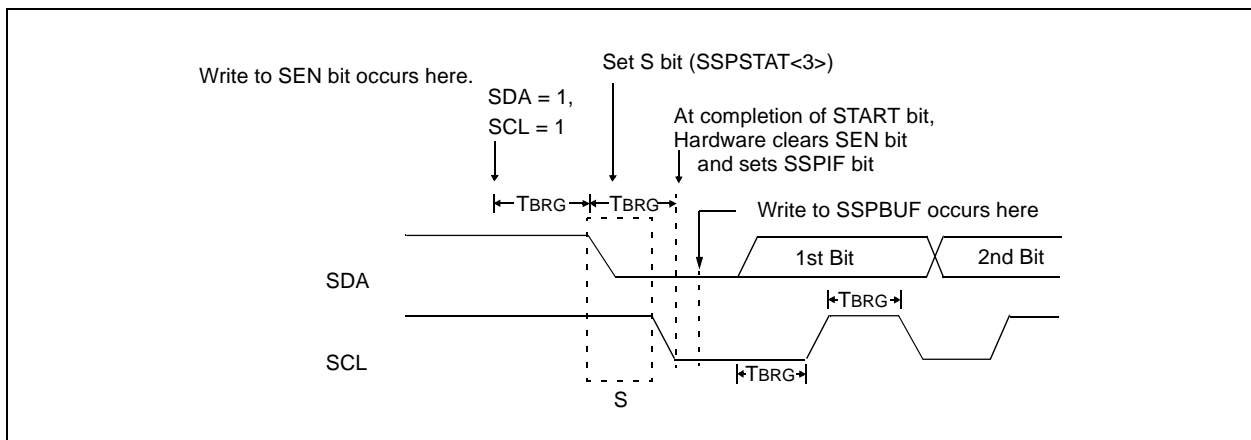 Set S bit (SSPSTAT<3>)
Write to SEN bit occurs here.
SDA = 1,
SCL = 1
At completion of START bit,
Hardware clears SEN bit
and sets SSPIF bit
TBRG
TBRG
Write to SSPBUF occurs here
SDA
1st Bit
2nd Bit
TBRG
SCL
TBRG
S